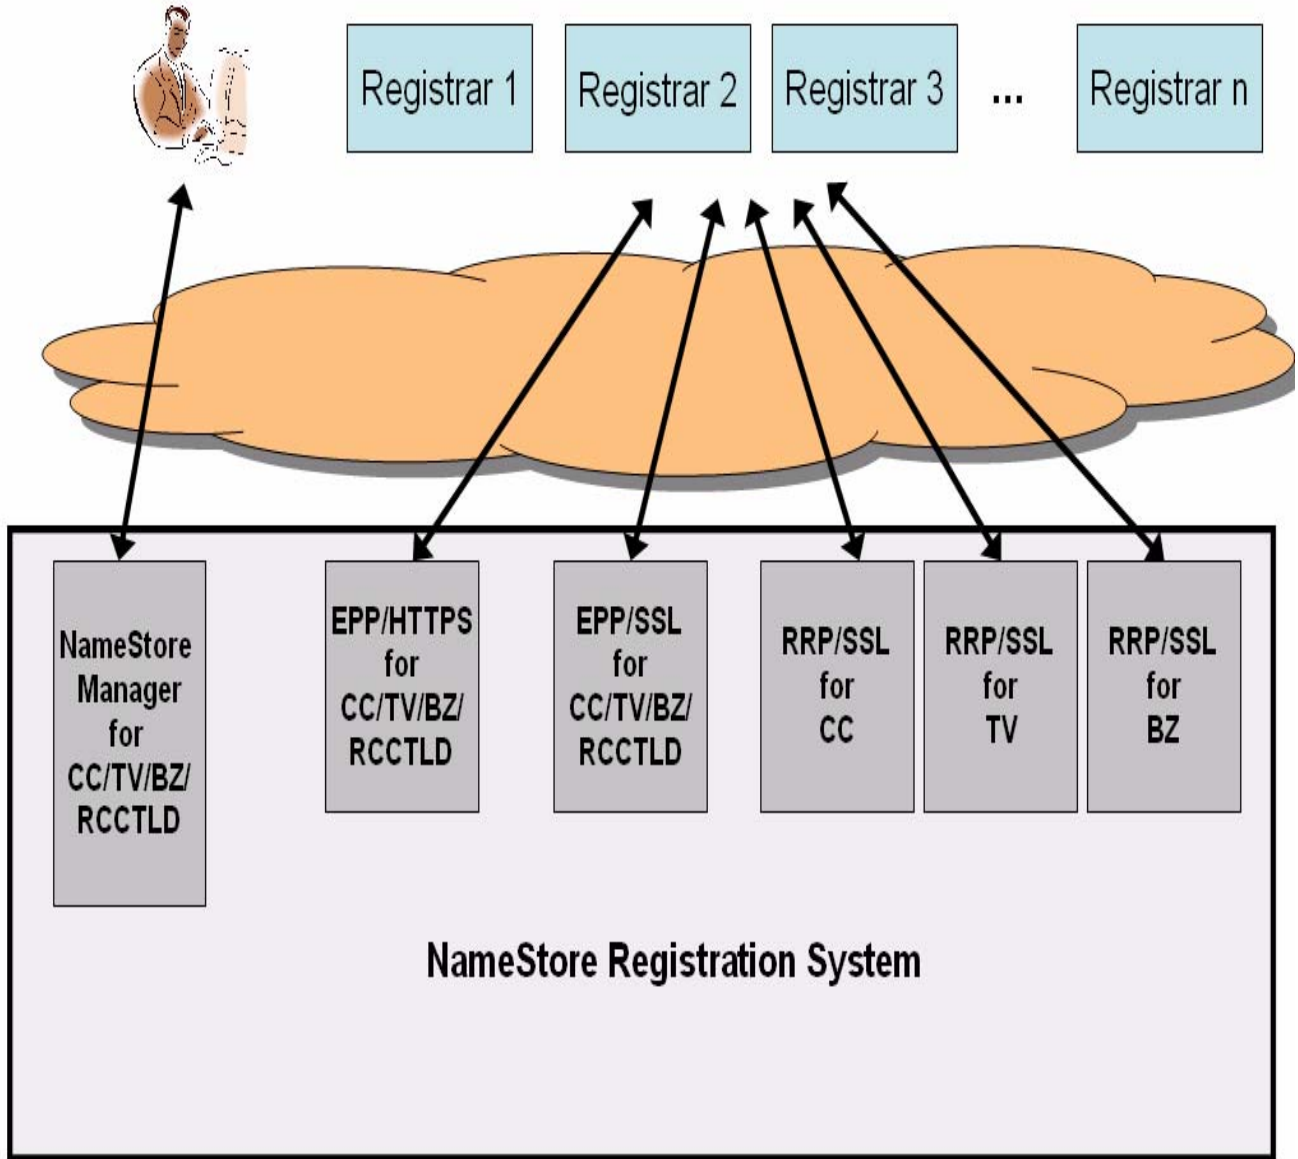 Registrar 1
Registrar 2
Registrar 3
...
Registrar n
NameStore
Manager
for
CC/TV/BZ/
RCCTLD
EPP/HTTPS
for
CC/TV/BZ/
RCCTLD
EPP/SSL
for
CC/TV/BZ/
RCCTLD
RRP/SSL
for
CC
RRP/SSL
for
TV
RRP/SSL
for
BZ
NameStore Registration System